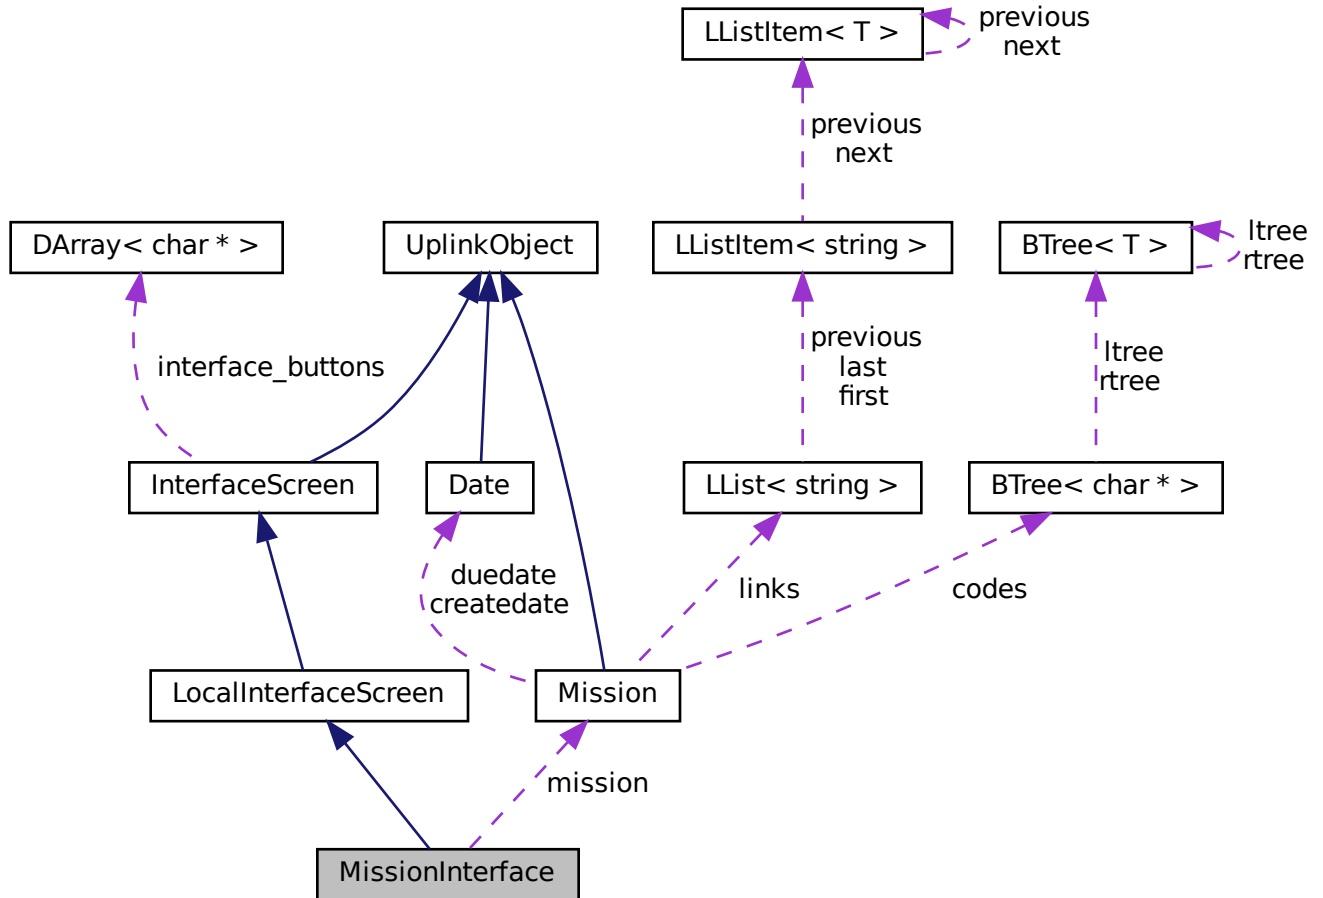 LListItem< T >
previous
next
previous
next
DArray< char * >
UplinkObject
LListItem< string >
BTree< T >
ltree
rtree
interface_buttons
previous
last
first
ltree
rtree
InterfaceScreen
Date
LList< string >
BTree< char * >
duedate
createdate
links
codes
LocalInterfaceScreen
Mission
mission
MissionInterface